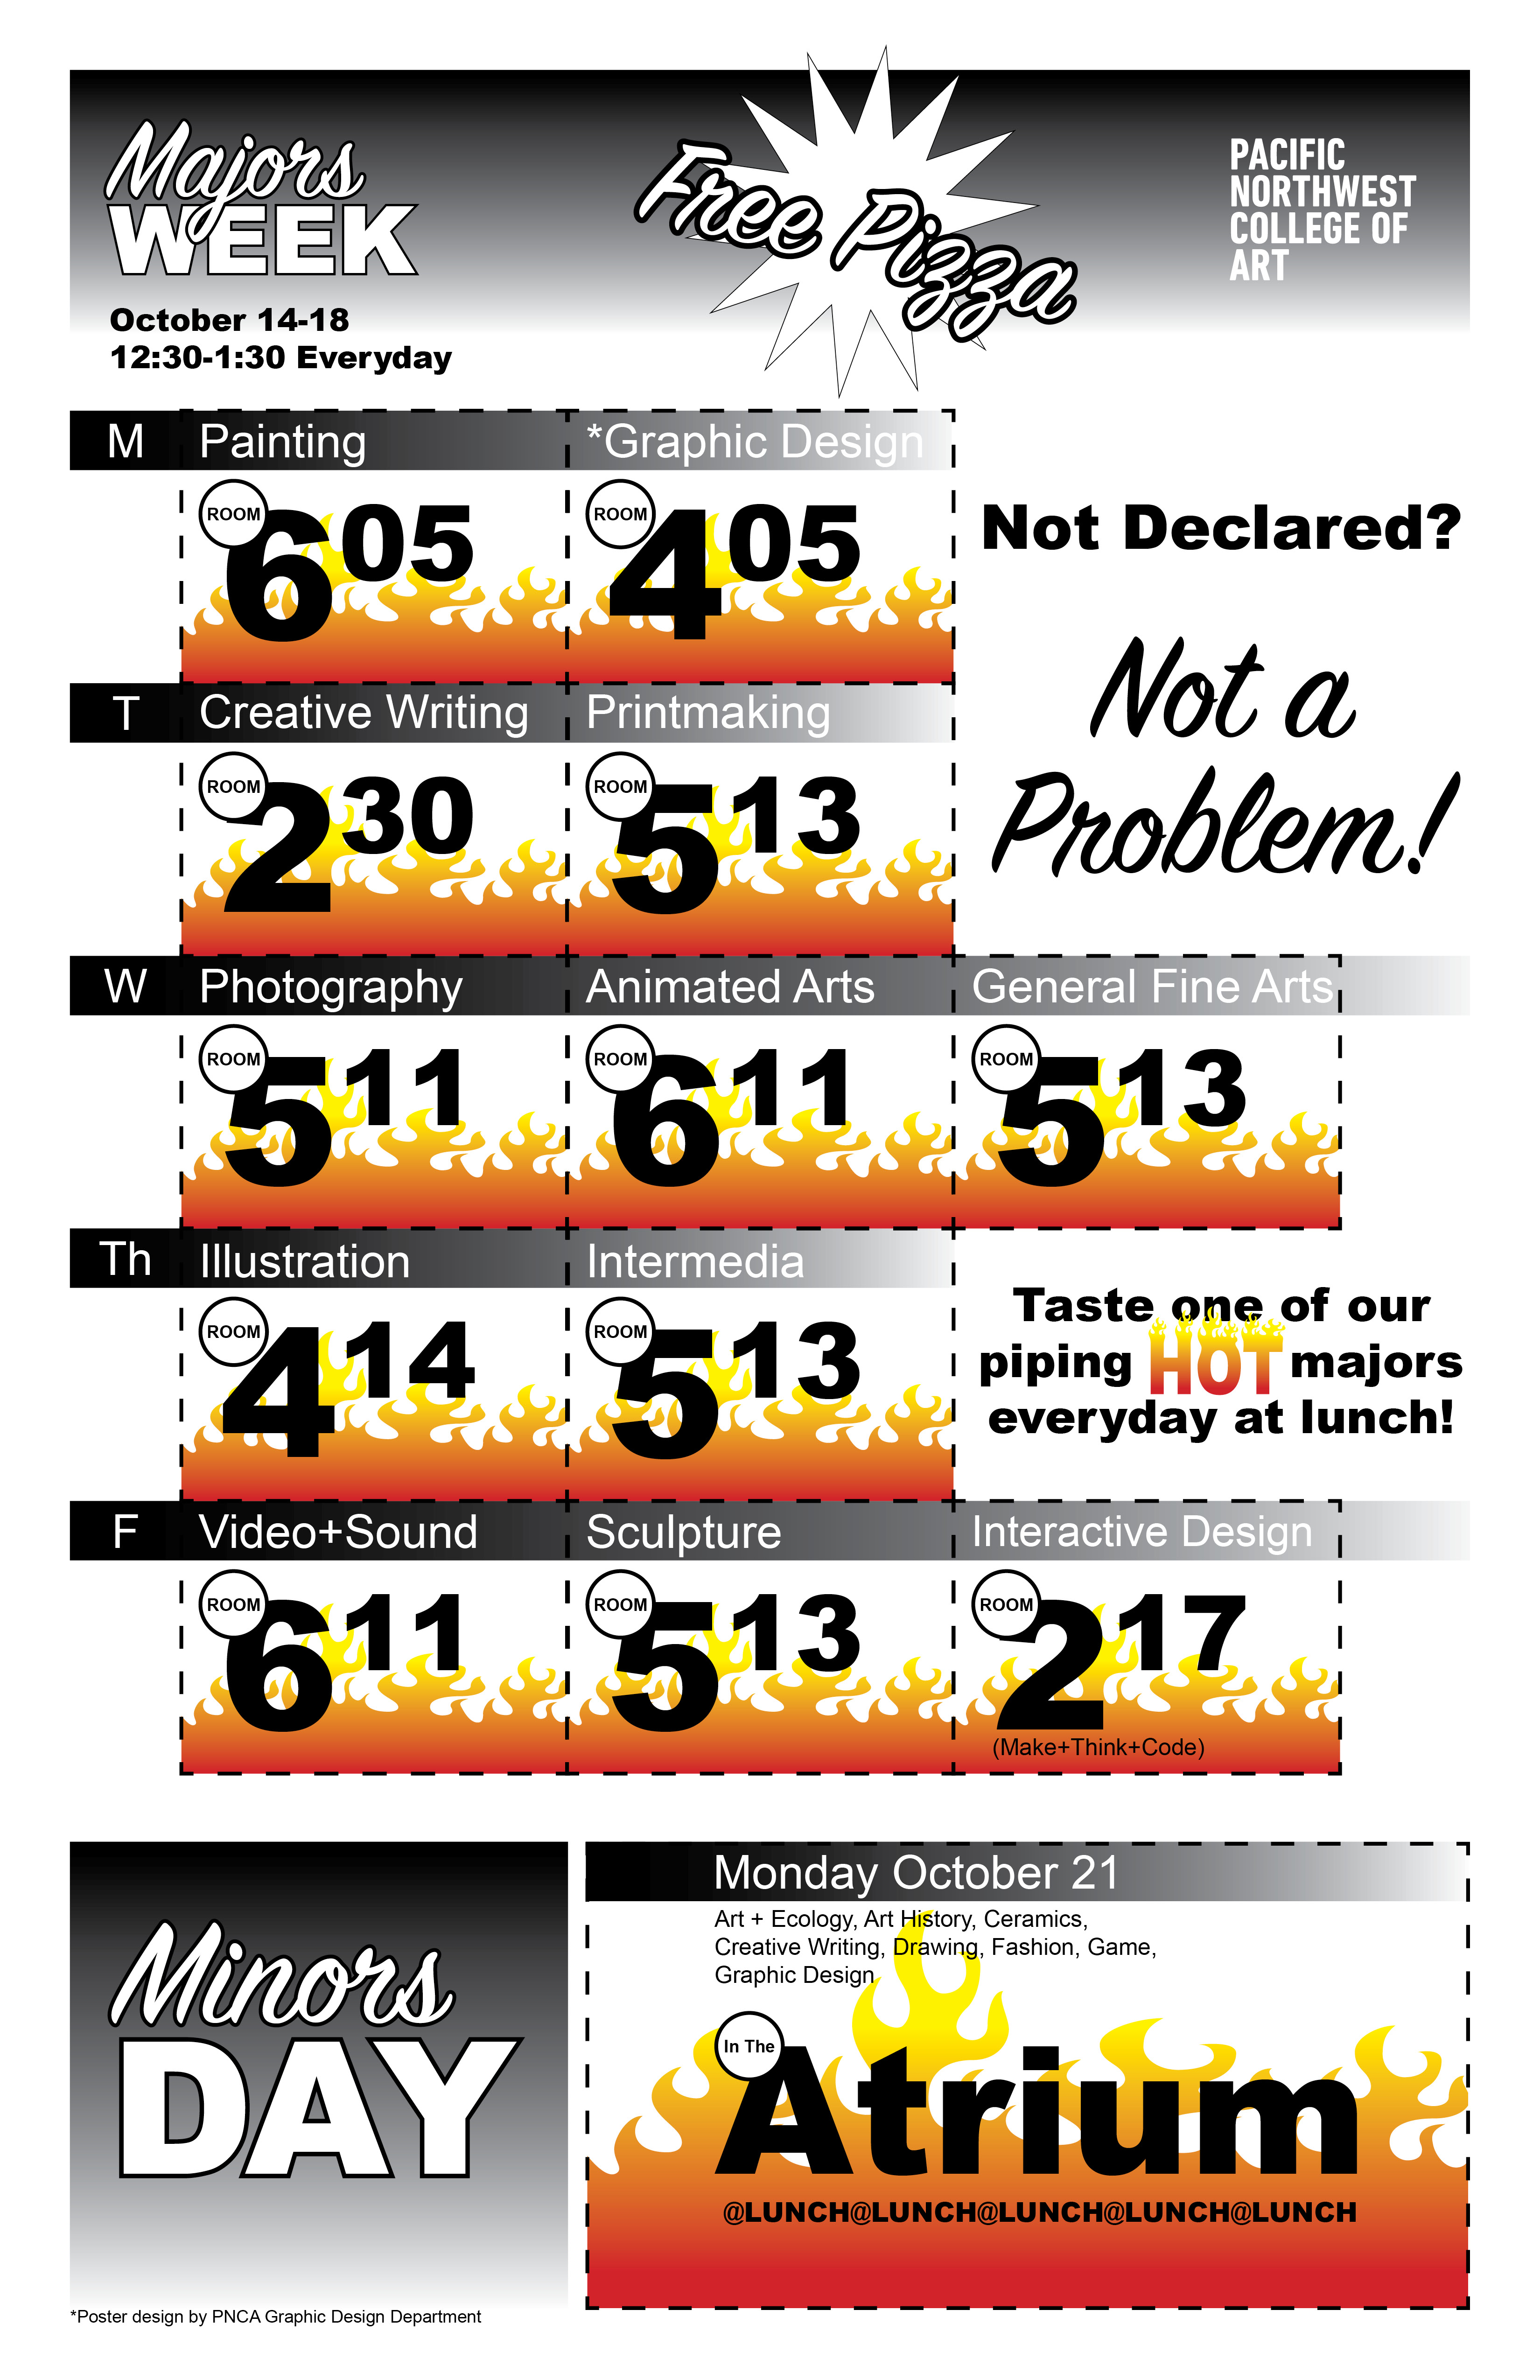 Majors
WEEK
October 14-18
12:30-1:30 Everyday
Free Pizza
PACIFIC
NORTHWEST
COLLEGE OF
ART
M Painting *Graphic Design
ROOM 605 ROOM 405
Not Declared?
Not a
Problem!
T Creative Writing Printmaking
ROOM 230 ROOM 513
W Photography Animated Arts General Fine Arts
ROOM 511 ROOM 611 ROOM 513
Th Illustration Intermedia
ROOM 414 ROOM 513
Taste one of our
piping HOT majors
everyday at lunch!
F Video+Sound Sculpture Interactive Design
ROOM 611 ROOM 513 ROOM 217
(Make+Think+Code)
Minors
DAY
Monday October 21
Art + Ecology, Art History, Ceramics,
Creative Writing, Drawing, Fashion, Game,
Graphic Design
In The
Atrium
@LUNCH@LUNCH@LUNCH@LUNCH@LUNCH
*Poster design by PNCA Graphic Design Department